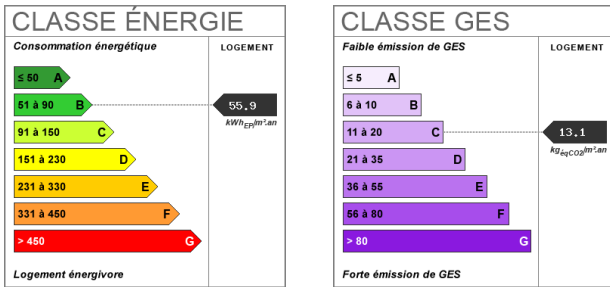 CLASSE ÉNERGIE
Consommation énergétique
LOGEMENT
≤ 50 A
51 à 90 B
55.9
kWhEP/m².an
91 à 150 C
151 à 230 D
231 à 330 E
331 à 450 F
> 450 G
Logement énergivore
CLASSE GES
Faible émission de GES
LOGEMENT
≤ 5 A
6 à 10 B
11 à 20 C
13.1
kgéqCO2/m².an
21 à 35 D
36 à 55 E
56 à 80 F
> 80 G
Forte émission de GES